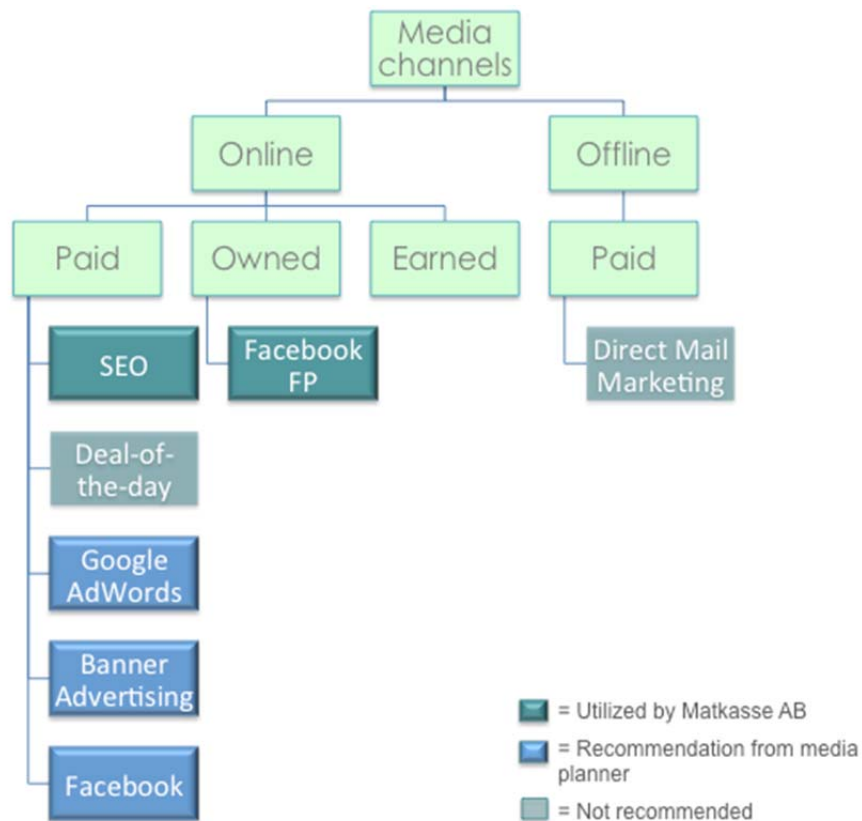 Media
channels
Online
Offline
Paid
Owned
Earned
Paid
SEO
Facebook
FP
Direct Mail
Marketing
Deal-of-
the-day
Google
AdWords
Banner
Advertising
Facebook
= Utilized by Matkasse AB
= Recommendation from media
planner
= Not recommended